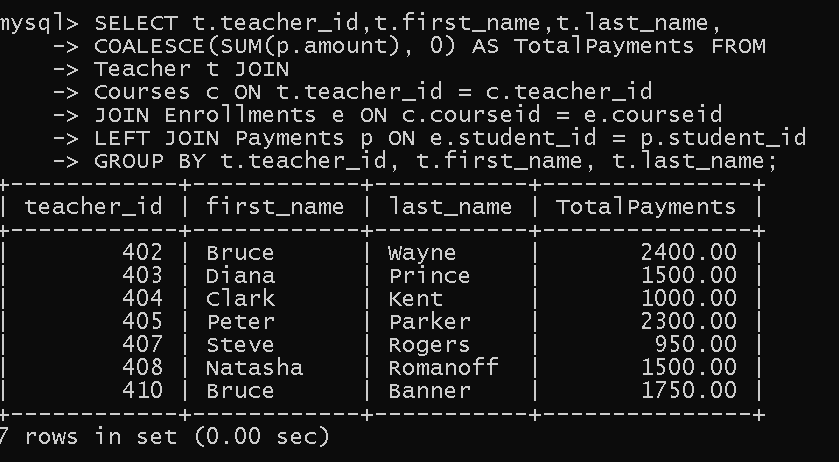 mysql> SELECT t.teacher_id,t.first_name,t.last_name,
    -> COALESCE(SUM(p.amount), 0) AS TotalPayments FROM
    -> Teacher t JOIN
    -> Courses c ON t.teacher_id = c.teacher_id
    -> JOIN Enrollments e ON c.courseid = e.courseid
    -> LEFT JOIN Payments p ON e.student_id = p.student_id
    -> GROUP BY t.teacher_id, t.first_name, t.last_name;
+------------+------------+-----------+---------------+
| teacher_id | first_name | last_name | TotalPayments |
+------------+------------+-----------+---------------+
|        402 | Bruce      | Wayne     |       2400.00 |
|        403 | Diana      | Prince    |       1500.00 |
|        404 | Clark      | Kent      |       1000.00 |
|        405 | Peter      | Parker    |       2300.00 |
|        407 | Steve      | Rogers    |        950.00 |
|        408 | Natasha    | Romanoff  |       1500.00 |
|        410 | Bruce      | Banner    |       1750.00 |
+------------+------------+-----------+---------------+
7 rows in set (0.00 sec)